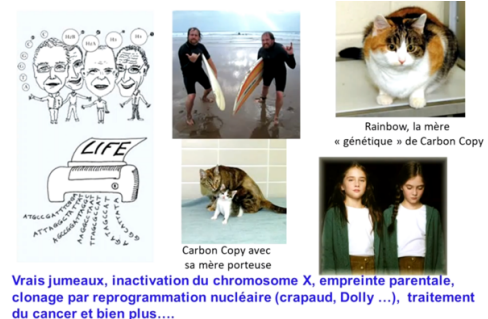 LIFE
Rainbow, la mère
« génétique » de Carbon Copy
Carbon Copy avec
sa mère porteuse
Vrais jumeaux, inactivation du chromosome X, empreinte parentale,
clonage par reprogrammation nucléaire (crapaud, Dolly ...), traitement
du cancer et bien plus....